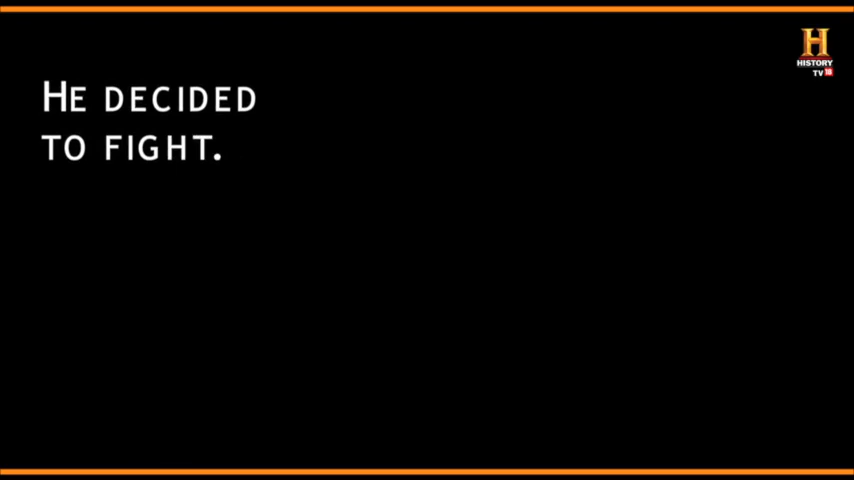 HE DECIDED
TO FIGHT.
H
HISTORY
TV18